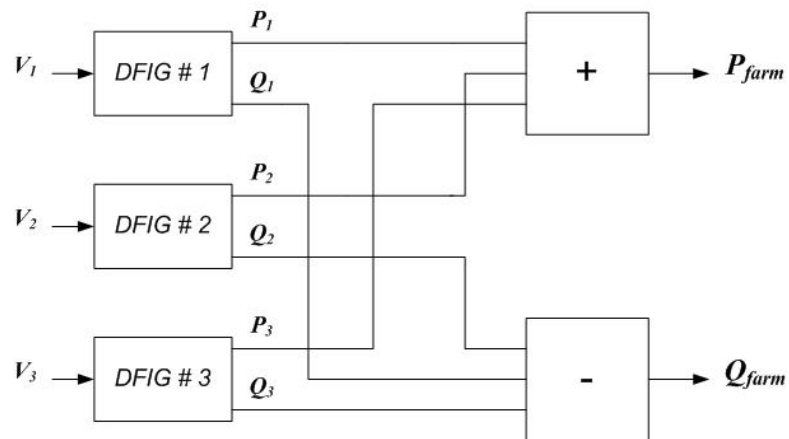 P1
V1
DFIG # 1
+
Pfarm
Q1
P2
V2
DFIG # 2
Q2
P3
V3
DFIG # 3
-
Qfarm
Q3